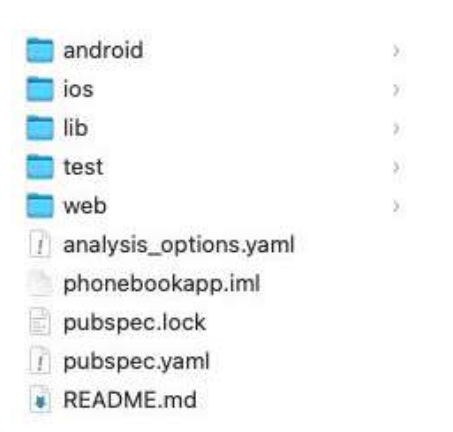 android
ios
lib
test
web
analysis_options.yaml
phonebookapp.iml
pubspec.lock
pubspec.yaml
README.md